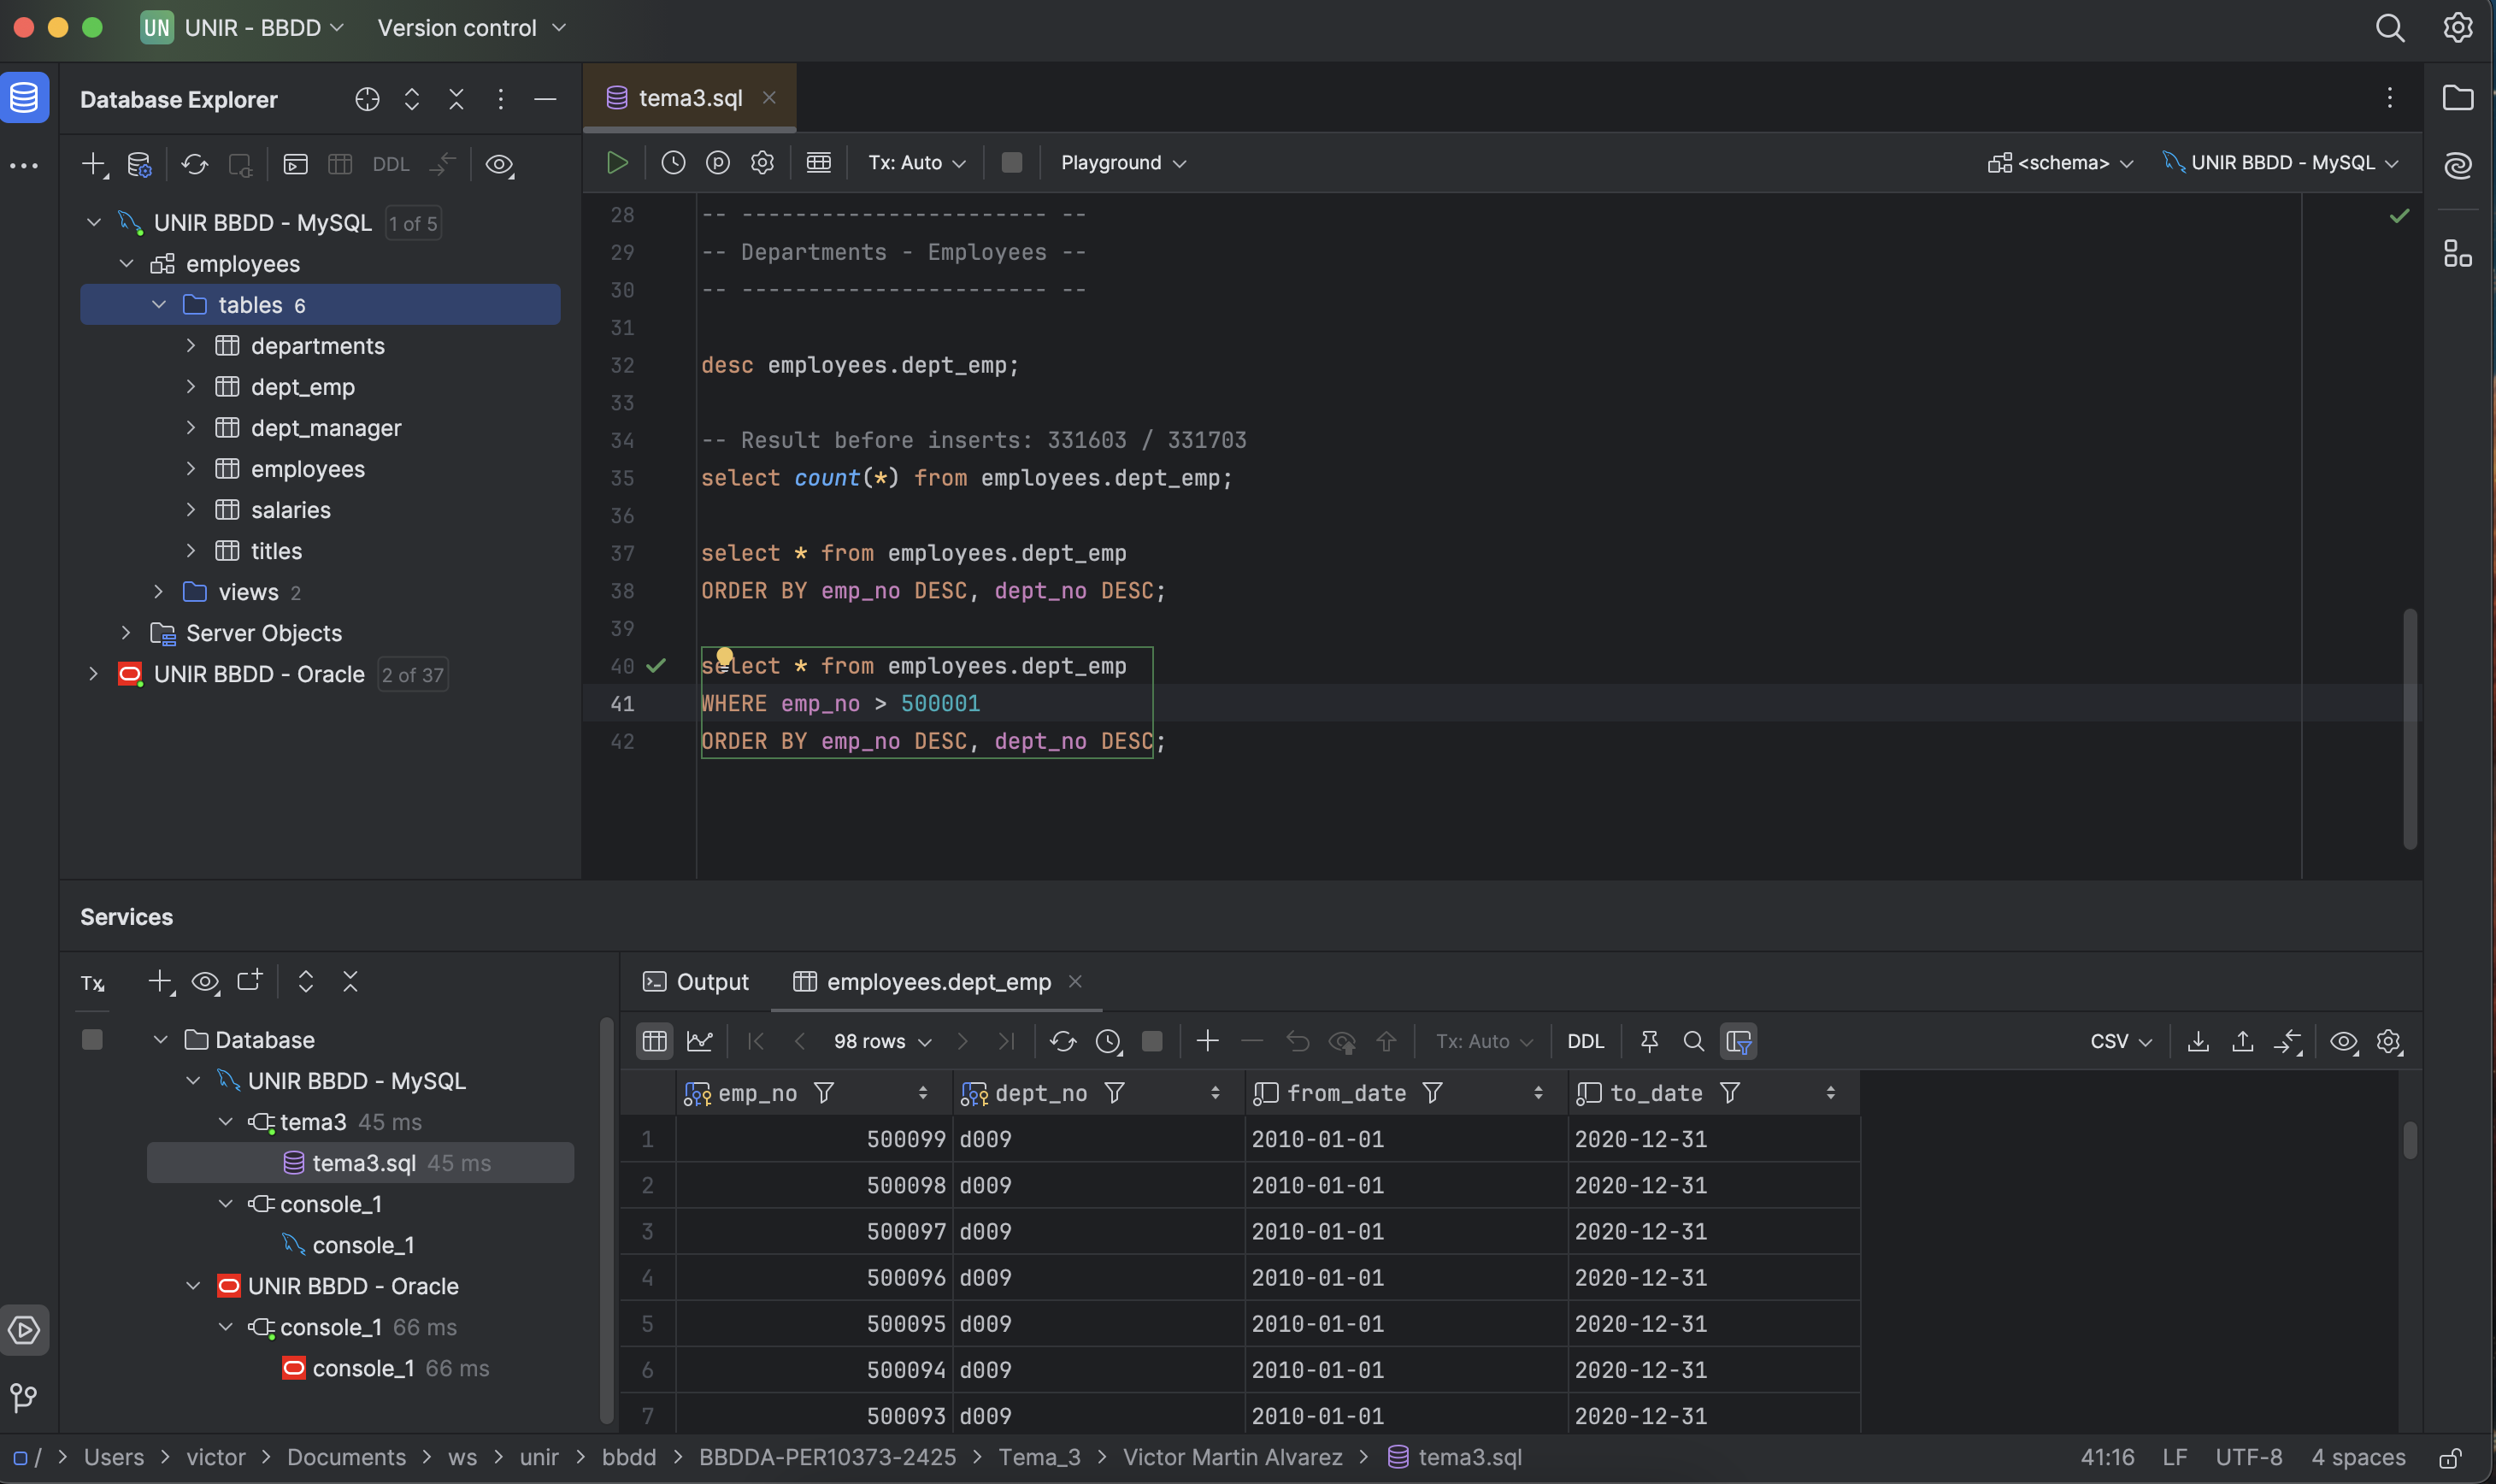 UN UNIR - BBDD Version control
Database Explorer
tema3.sql
DDL
Tx: Auto Playground <schema> UNIR BBDD - MySQL
UNIR BBDD - MySQL 1 of 5
employees
tables 6
departments
dept_emp
dept_manager
employees
salaries
titles
views 2
Server Objects
UNIR BBDD - Oracle 2 of 37
28 -- ----------------------- --
29 -- Departments - Employees --
30 -- ----------------------- --
31
32 desc employees.dept_emp;
33
34 -- Result before inserts: 331603 / 331703
35 select count(*) from employees.dept_emp;
36
37 select * from employees.dept_emp
38 ORDER BY emp_no DESC, dept_no DESC;
39
40 select * from employees.dept_emp
41 WHERE emp_no > 500001
42 ORDER BY emp_no DESC, dept_no DESC;
Services
Tx
Database
UNIR BBDD - MySQL
tema3 45 ms
tema3.sql 45 ms
console_1
console_1
UNIR BBDD - Oracle
console_1 66 ms
console_1 66 ms
Output employees.dept_emp
98 rows Tx: Auto DDL CSV
emp_no dept_no from_date to_date
1 500099 d009 2010-01-01 2020-12-31
2 500098 d009 2010-01-01 2020-12-31
3 500097 d009 2010-01-01 2020-12-31
4 500096 d009 2010-01-01 2020-12-31
5 500095 d009 2010-01-01 2020-12-31
6 500094 d009 2010-01-01 2020-12-31
7 500093 d009 2010-01-01 2020-12-31
/ > Users > victor > Documents > ws > unir > bbdd > BBDDA-PER10373-2425 > Tema_3 > Victor Martin Alvarez > tema3.sql
41:16 LF UTF-8 4 spaces